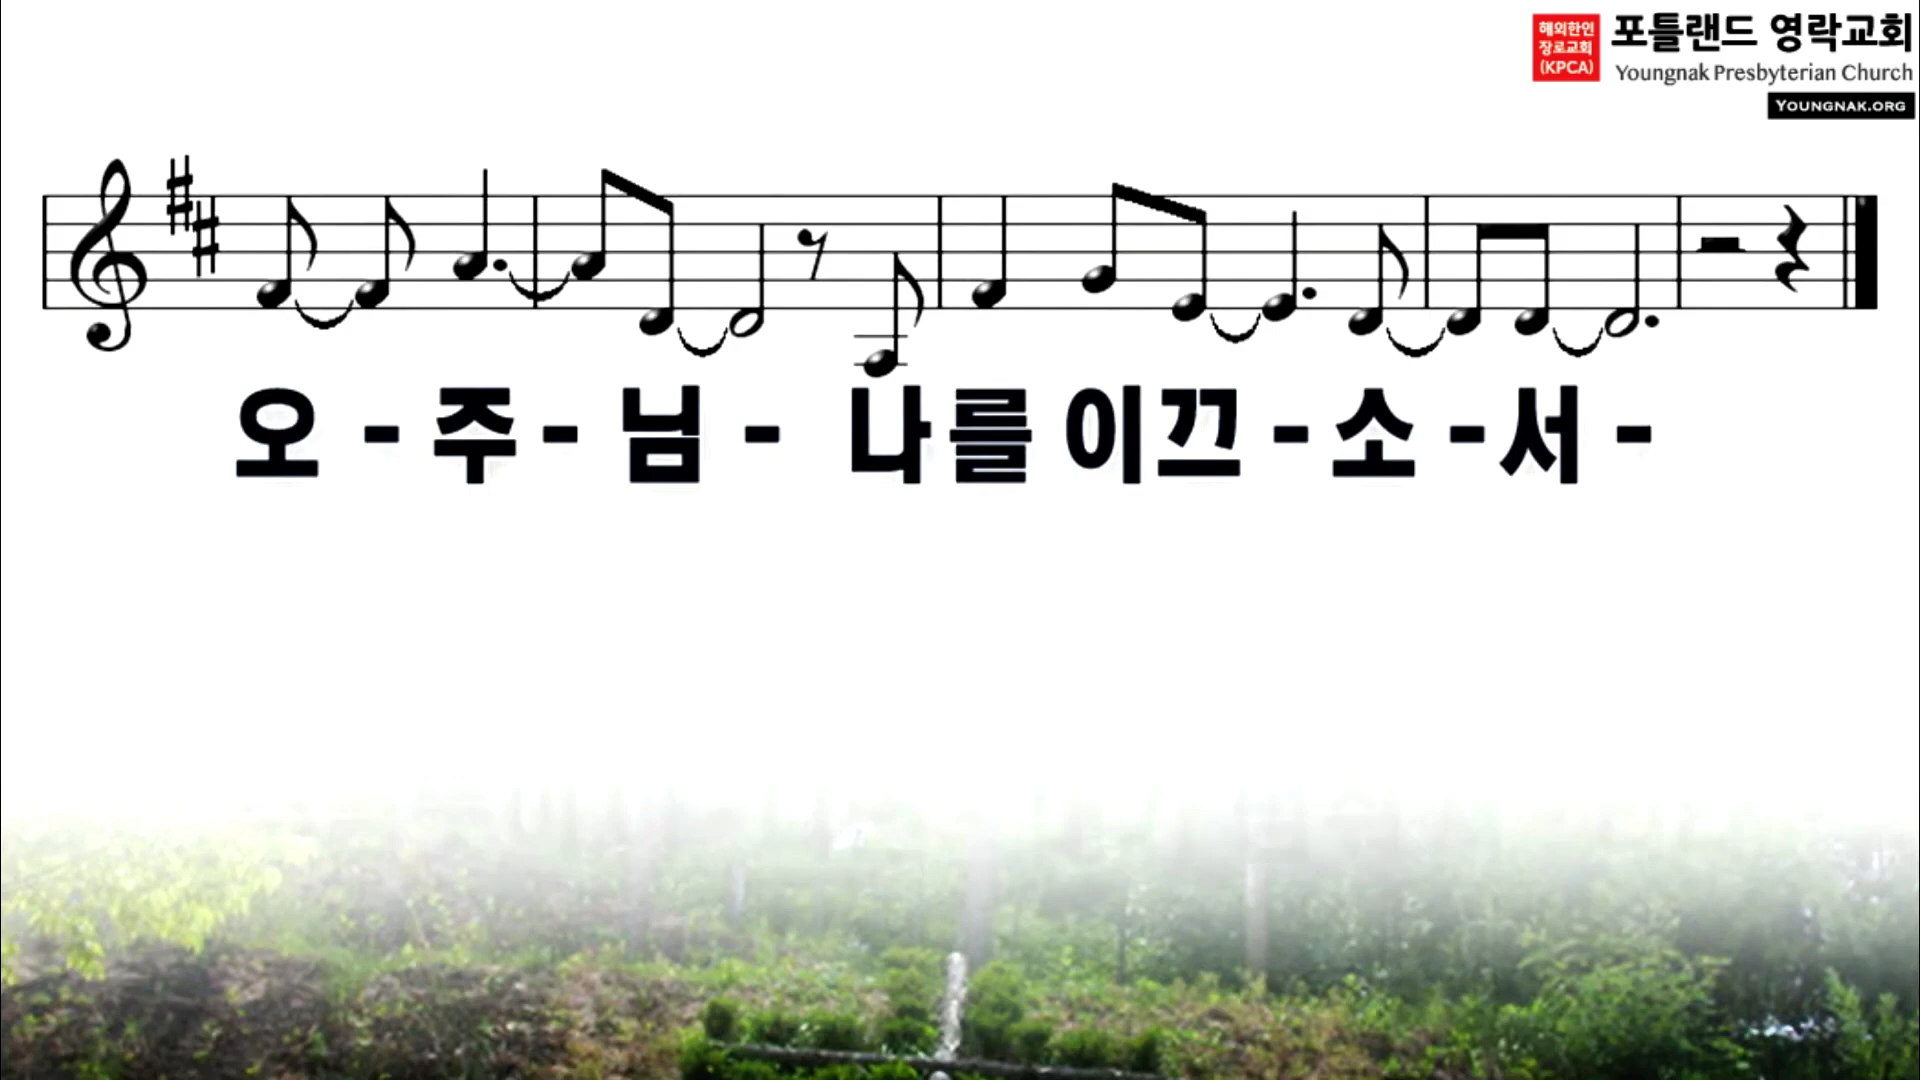 해외한인
장로교회
(KPCA)
포틀랜드 영락교회
Youngnak Presbyterian Church
YOUNGNAK.ORG
오 - 주 - 님 - 나를 이끄 - 소 - 서 -